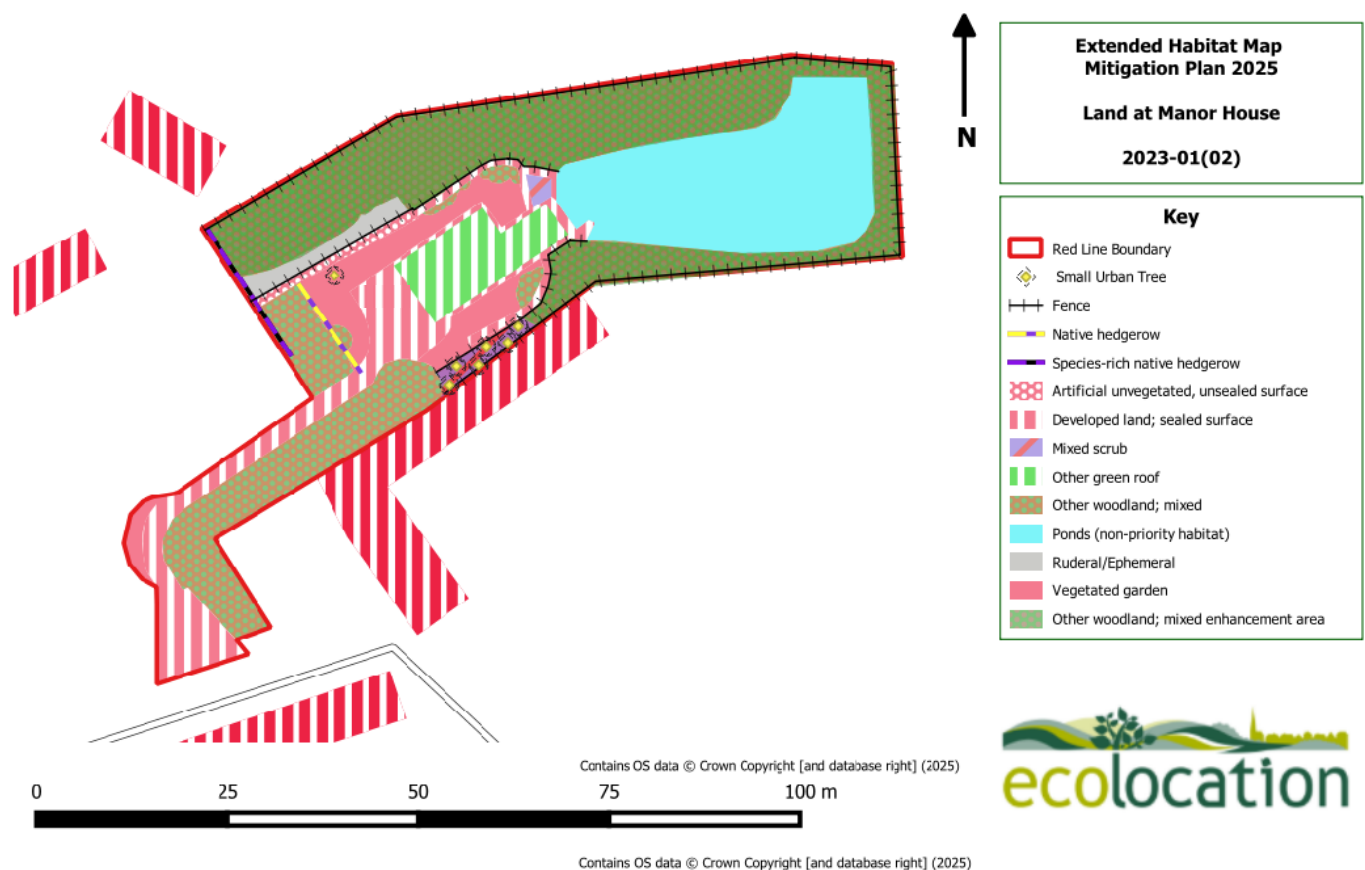 Extended Habitat Map
Mitigation Plan 2025
Land at Manor House
2023-01(02)
N
Key
Red Line Boundary
Small Urban Tree
Fence
Native hedgerow
Species-rich native hedgerow
Artificial unvegetated, unsealed surface
Developed land; sealed surface
Mixed scrub
Other green roof
Other woodland; mixed
Ponds (non-priority habitat)
Ruderal/Ephemeral
Vegetated garden
Other woodland; mixed enhancement area
Contains OS data © Crown Copyright [and database right] (2025)
0 25 50 75 100 m
ecolocation
Contains OS data © Crown Copyright [and database right] (2025)